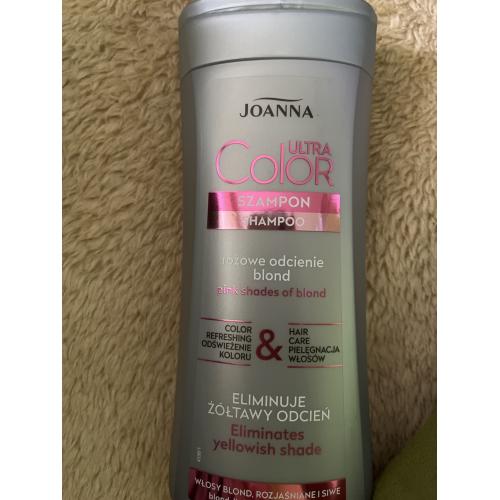 JOANNA
ULTRA
COLOR
SZAMPON
SHAMPOO
różowe odcienie
blond
pink shades of blond
COLOR
REFRESHING
ODŚWIEŻENIE
KOLORU
&
HAIR
CARE
PIELĘGNACJA
WŁOSÓW
ELIMINUJE
ŻÓŁTAWY ODCIEŃ
Eliminates
yellowish shade
WŁOSY BLOND, ROZJAŚNIANE I SIWE